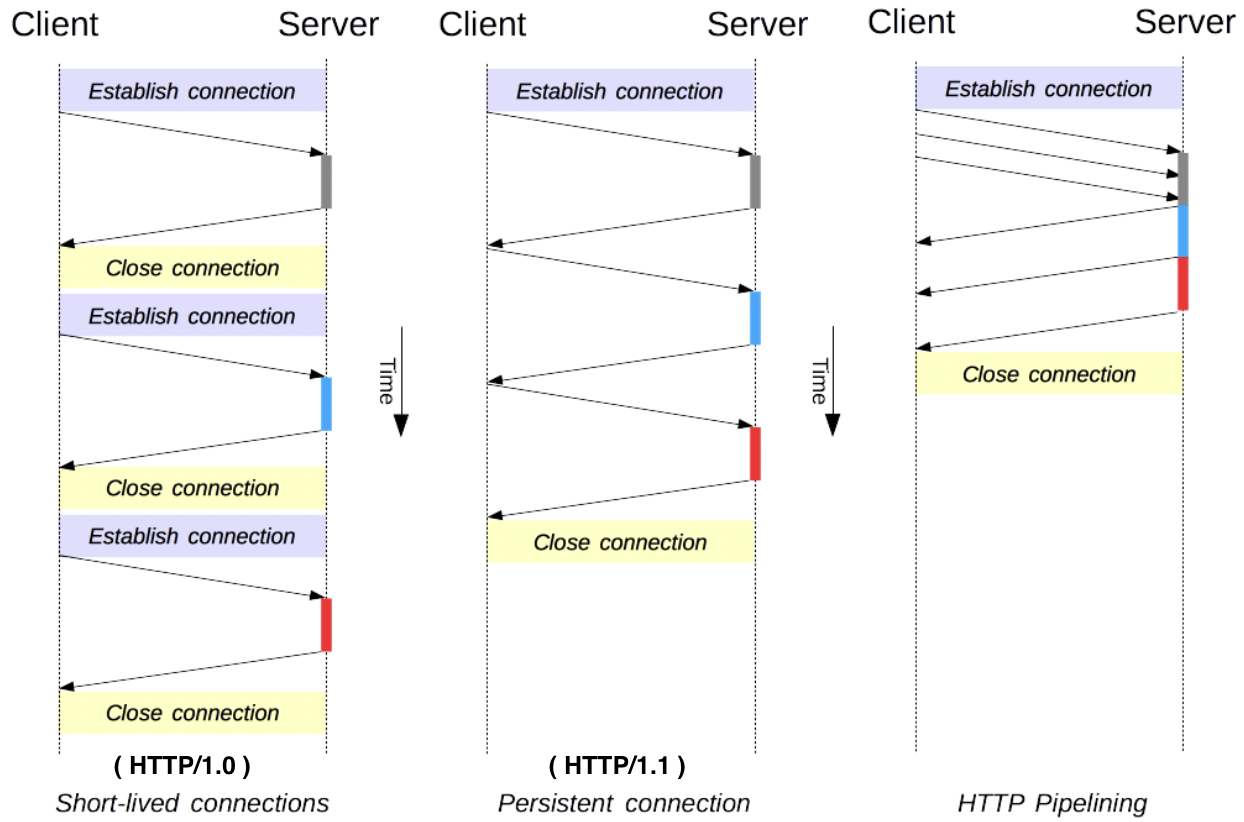 Client Server
Establish connection
Close connection
Establish connection
Close connection
Establish connection
Close connection
( HTTP/1.0 )
Short-lived connections
Time
Client Server
Establish connection
Close connection
( HTTP/1.1 )
Persistent connection
Time
Client Server
Establish connection
Close connection
HTTP Pipelining